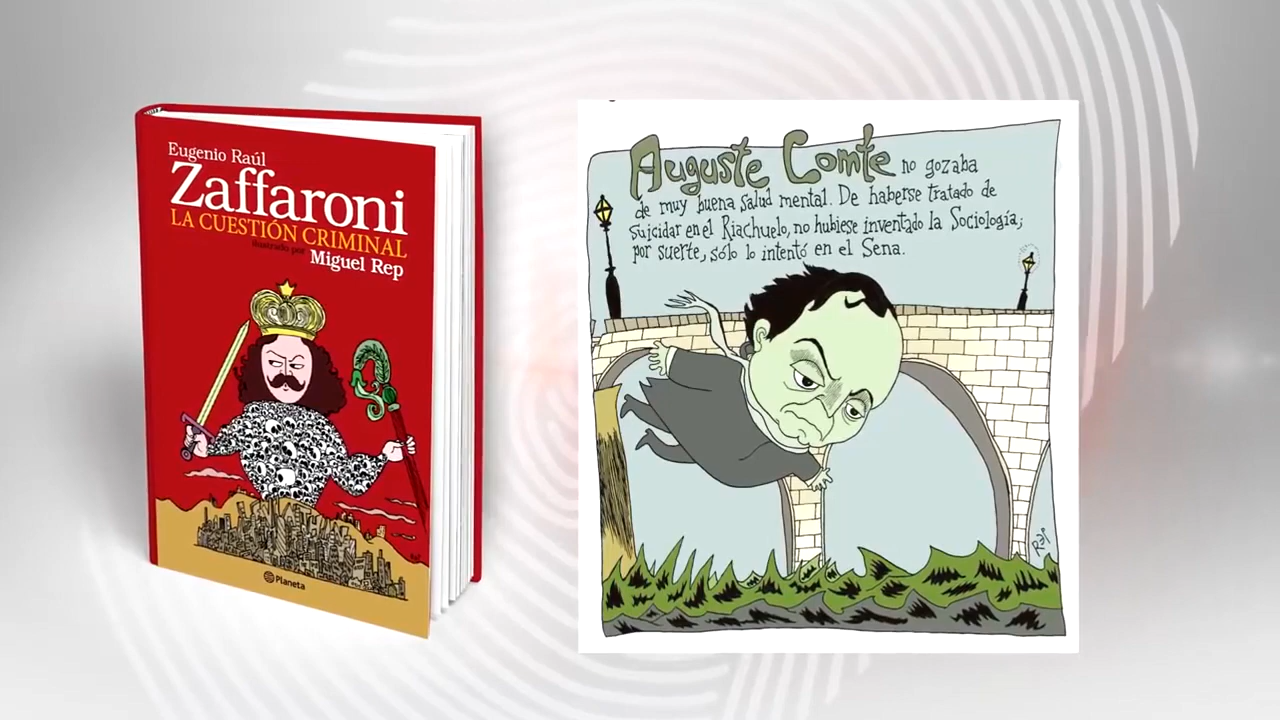 Eugenio Raúl
Zaffaroni
LA CUESTIÓN CRIMINAL
ilustrado por
Miguel Rep
Planeta
Auguste Comte no gozaba
de muy buena salud mental. De haberse tratado de
suicidar en el Riachuelo, no hubiese inventado la Sociología;
por suerte, sólo lo intentó en el Sena.
Rep